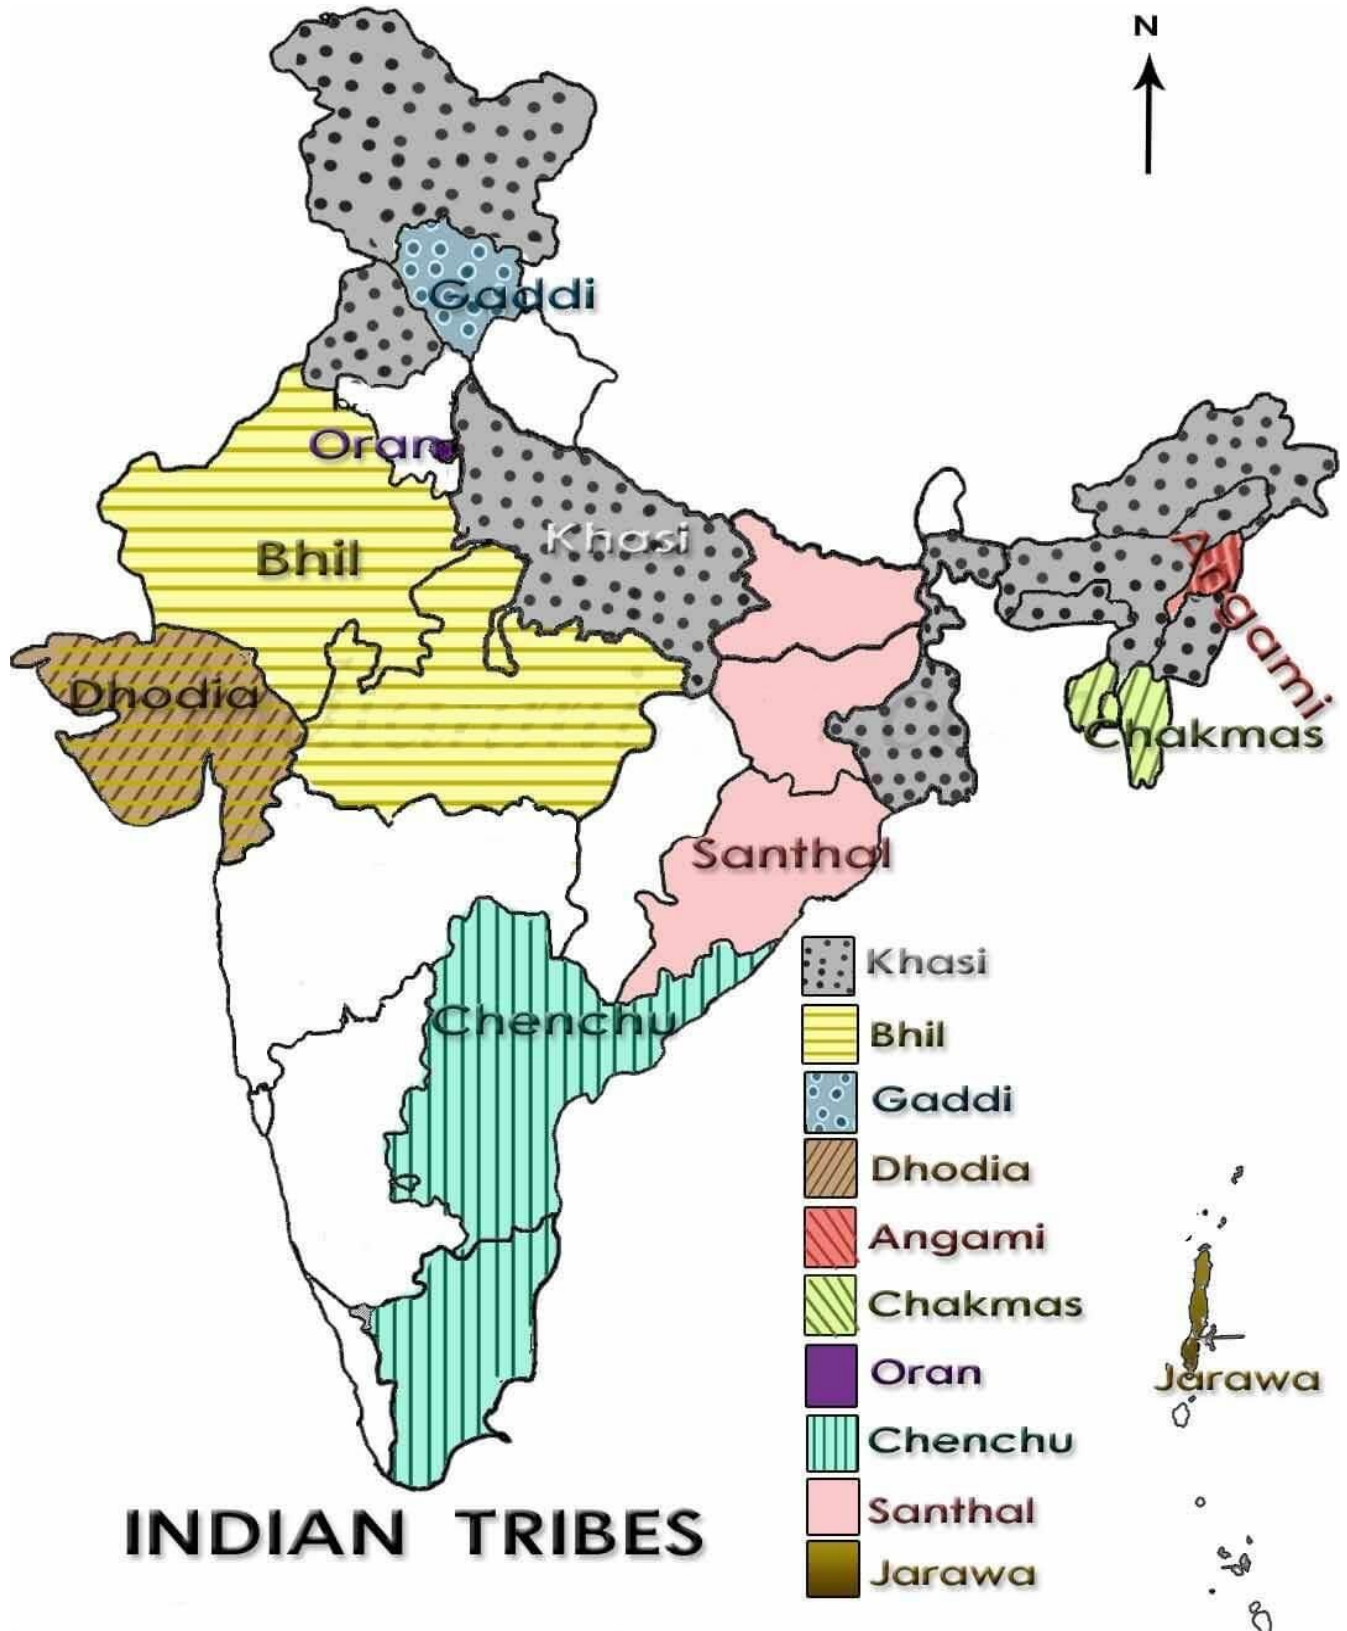 N
Gaddi
Oran
Khasi
Bhil
Angami
Dhodia
Chakmas
Santhal
Chenchu
Khasi
Bhil
Gaddi
Dhodia
Angami
Chakmas
Oran
Chenchu
Santhal
Jarawa
Jarawa
INDIAN TRIBES